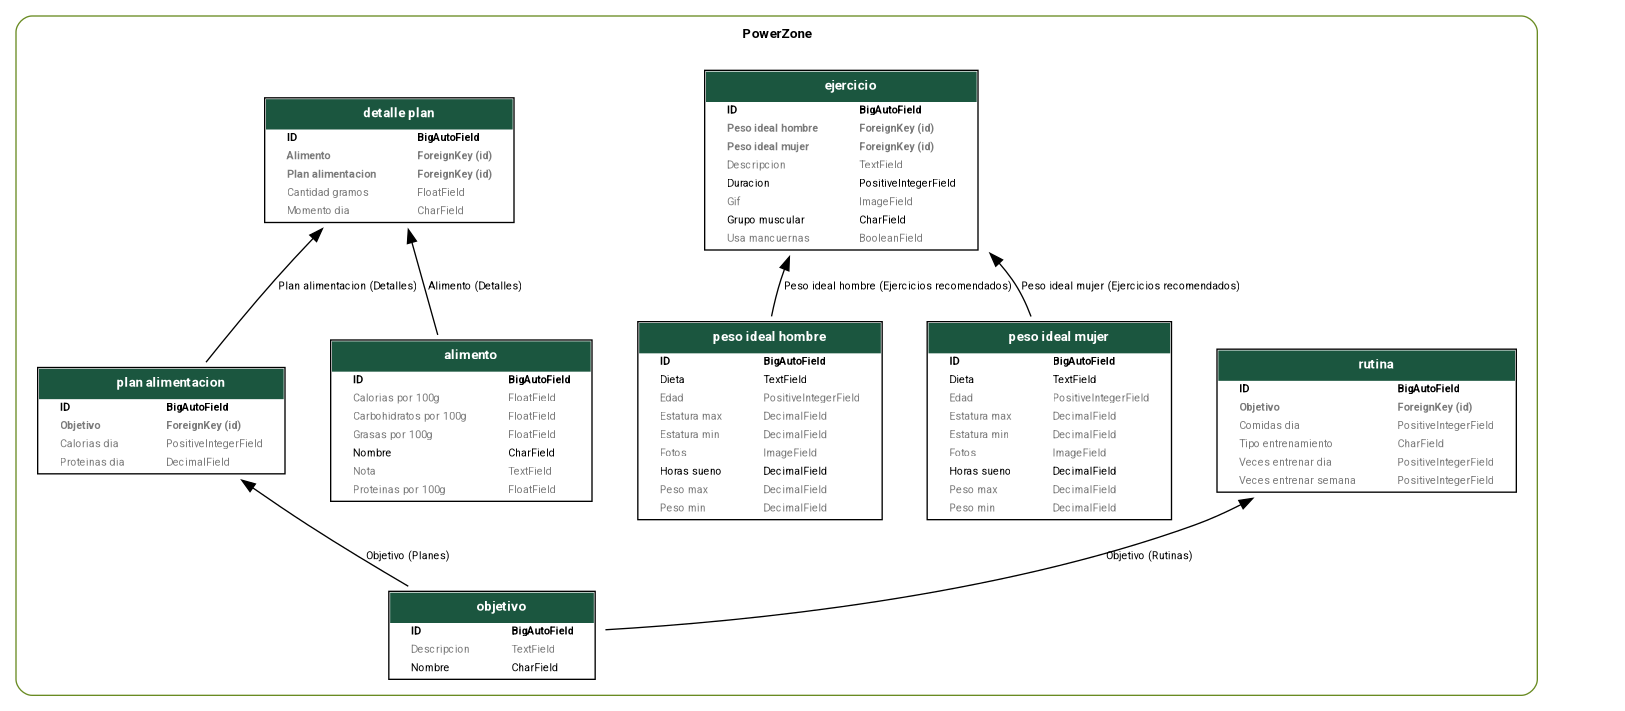 PowerZone
ejercicio
ID BigAutoField
Peso ideal hombre ForeignKey (id)
Peso ideal mujer ForeignKey (id)
Descripcion TextField
Duracion PositiveIntegerField
Gif ImageField
Grupo muscular CharField
Usa mancuernas BooleanField
detalle plan
ID BigAutoField
Alimento ForeignKey (id)
Plan alimentacion ForeignKey (id)
Cantidad gramos FloatField
Momento dia CharField
Plan alimentacion (Detalles)
Alimento (Detalles)
Peso ideal hombre (Ejercicios recomendados)
Peso ideal mujer (Ejercicios recomendados)
plan alimentacion
ID BigAutoField
Objetivo ForeignKey (id)
Calorias dia PositiveIntegerField
Proteinas dia DecimalField
alimento
ID BigAutoField
Calorias por 100g FloatField
Carbohidratos por 100g FloatField
Grasas por 100g FloatField
Nombre CharField
Nota TextField
Proteinas por 100g FloatField
peso ideal hombre
ID BigAutoField
Dieta TextField
Edad PositiveIntegerField
Estatura max DecimalField
Estatura min DecimalField
Fotos ImageField
Horas sueno DecimalField
Peso max DecimalField
Peso min DecimalField
peso ideal mujer
ID BigAutoField
Dieta TextField
Edad PositiveIntegerField
Estatura max DecimalField
Estatura min DecimalField
Fotos ImageField
Horas sueno DecimalField
Peso max DecimalField
Peso min DecimalField
rutina
ID BigAutoField
Objetivo ForeignKey (id)
Comidas dia PositiveIntegerField
Tipo entrenamiento CharField
Veces entrenar dia PositiveIntegerField
Veces entrenar semana PositiveIntegerField
Objetivo (Planes)
Objetivo (Rutinas)
objetivo
ID BigAutoField
Descripcion TextField
Nombre CharField